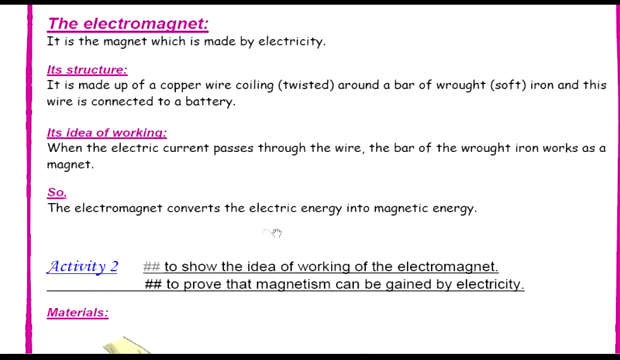 The electromagnet:
It is the magnet which is made by electricity.
Its structure:
It is made up of a copper wire coiling (twisted) around a bar of wrought (soft) iron and this
wire is connected to a battery.
Its idea of working:
When the electric current passes through the wire, the bar of the wrought iron works as a
magnet.
So,
The electromagnet converts the electric energy into magnetic energy.
Activity 2 ## to show the idea of working of the electromagnet.
## to prove that magnetism can be gained by electricity.
Materials: